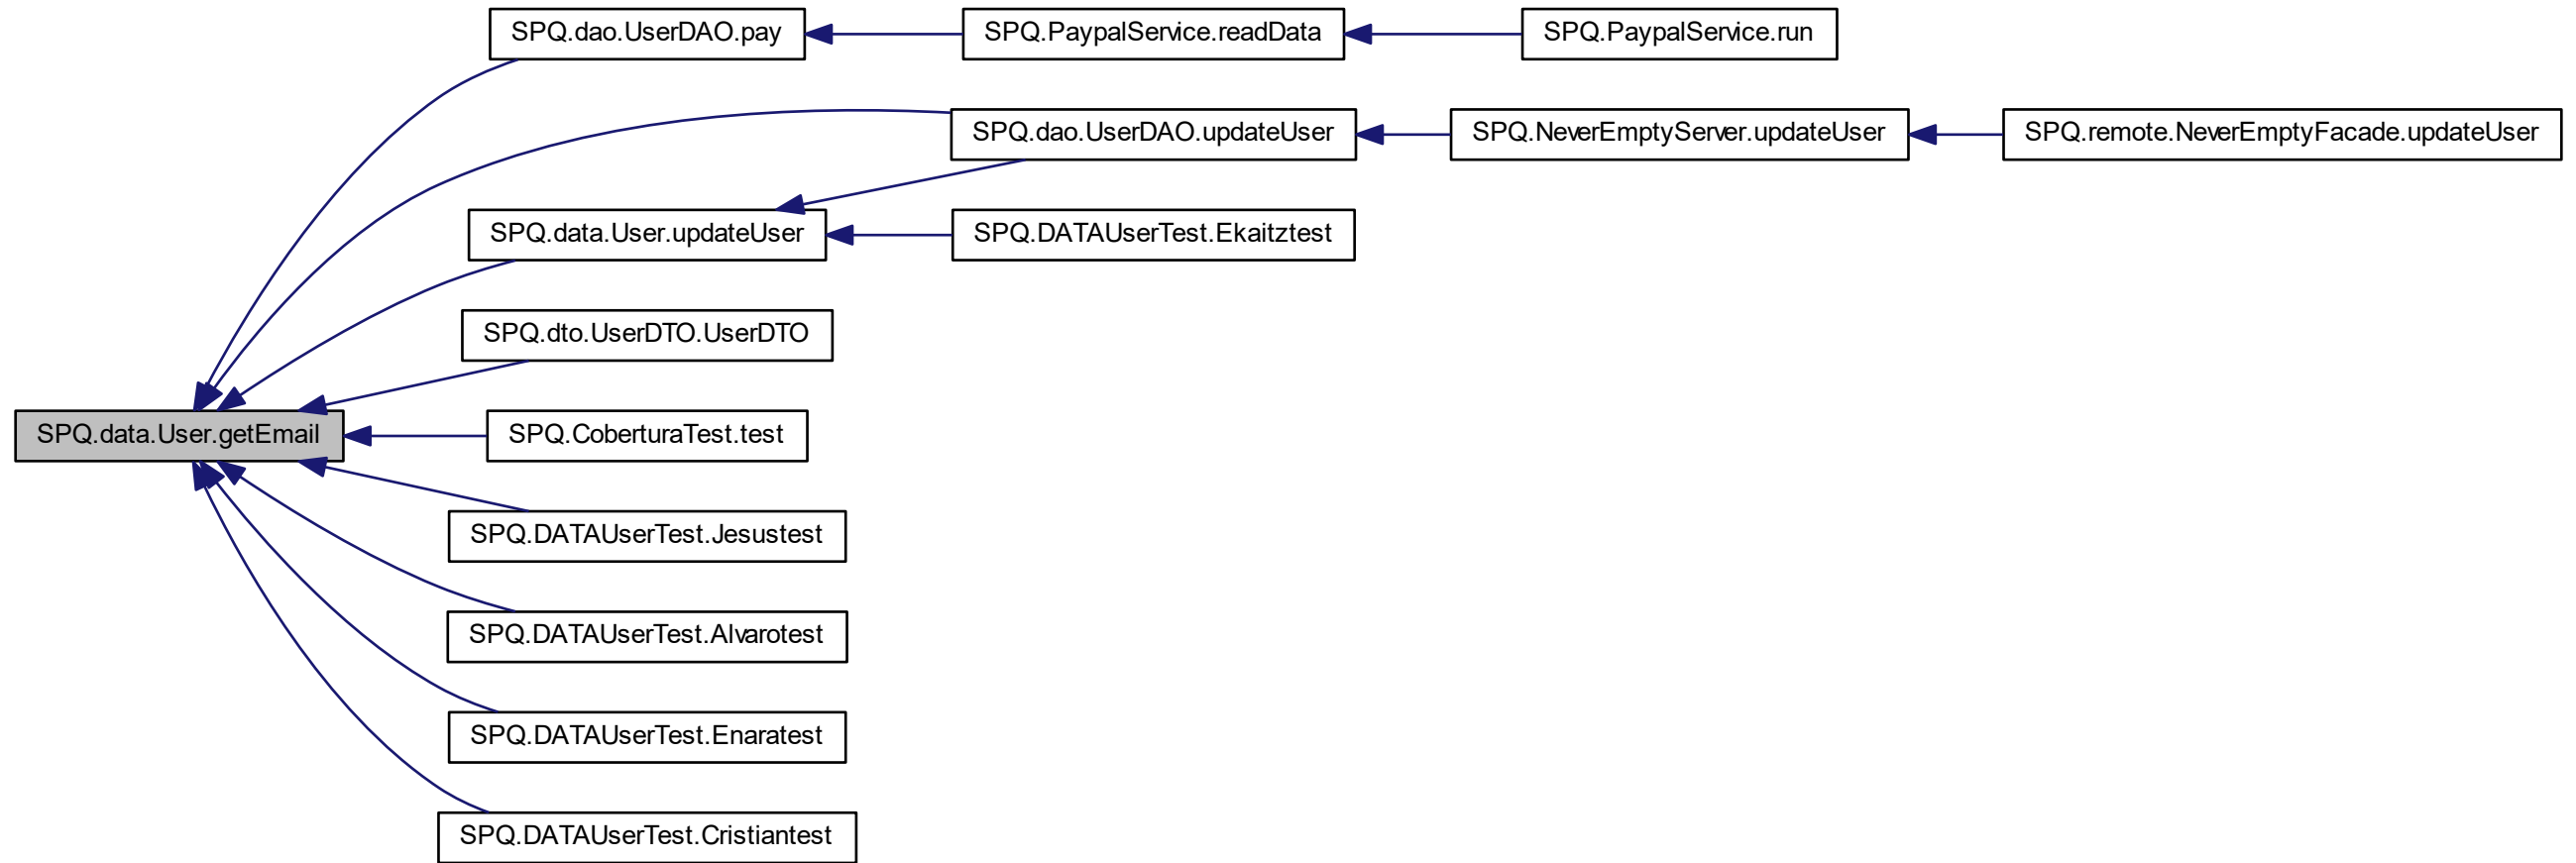 SPQ.dao.UserDAO.pay
SPQ.PaypalService.readData
SPQ.PaypalService.run
SPQ.dao.UserDAO.updateUser
SPQ.NeverEmptyServer.updateUser
SPQ.remote.NeverEmptyFacade.updateUser
SPQ.data.User.updateUser
SPQ.DATAUserTest.Ekaitztest
SPQ.dto.UserDTO.UserDTO
SPQ.data.User.getEmail
SPQ.CoberturaTest.test
SPQ.DATAUserTest.Jesustest
SPQ.DATAUserTest.Alvarotest
SPQ.DATAUserTest.Enaratest
SPQ.DATAUserTest.Cristiantest